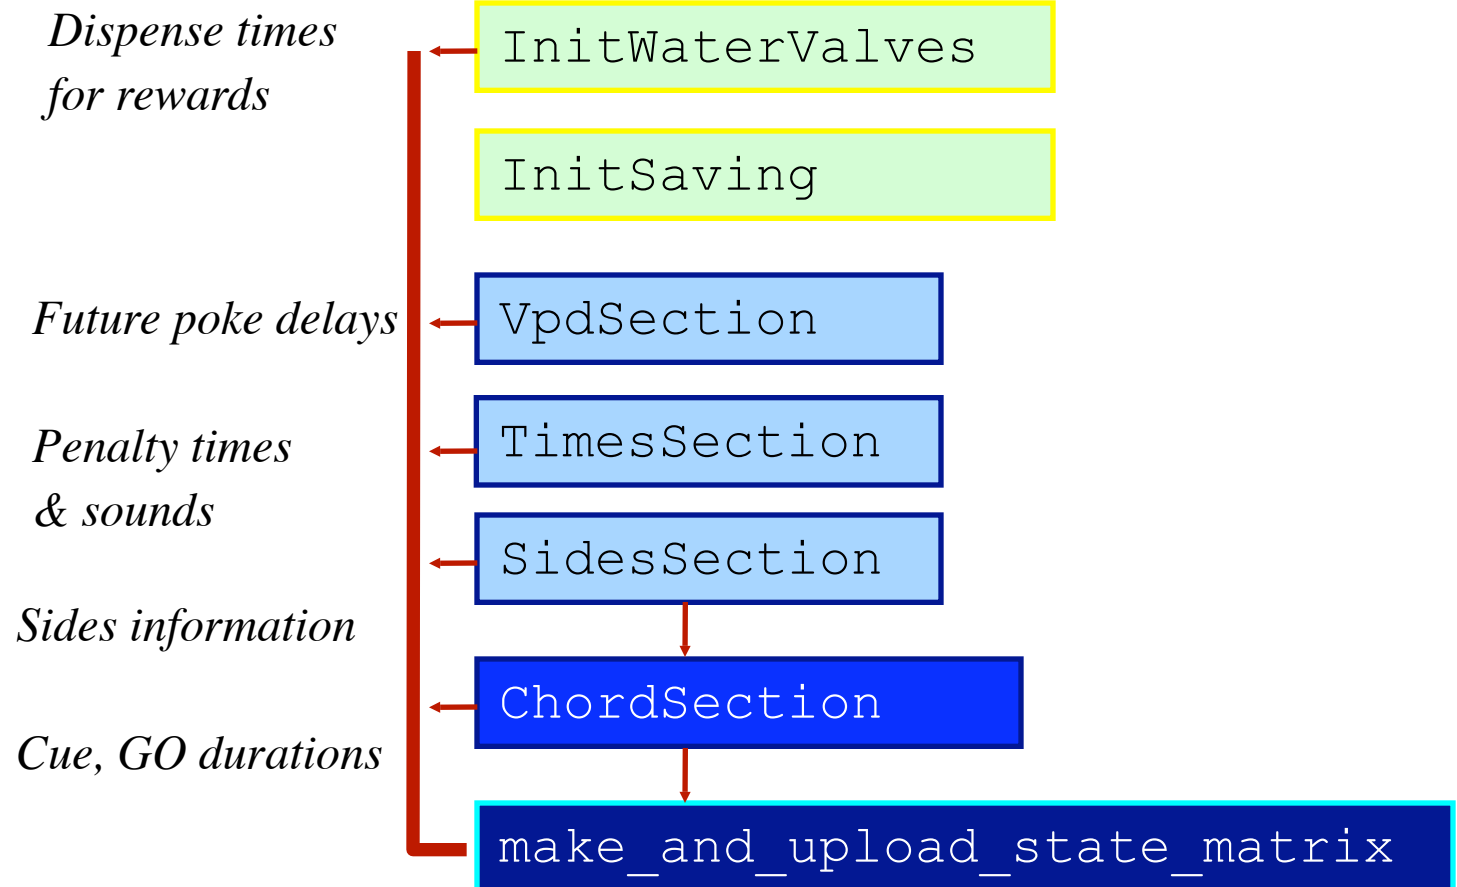 Dispense times
for rewards
InitWaterValves
InitSaving
Future poke delays
VpdSection
Penalty times
& sounds
TimesSection
SidesSection
Sides information
ChordSection
Cue, GO durations
make_and_upload_state_matrix